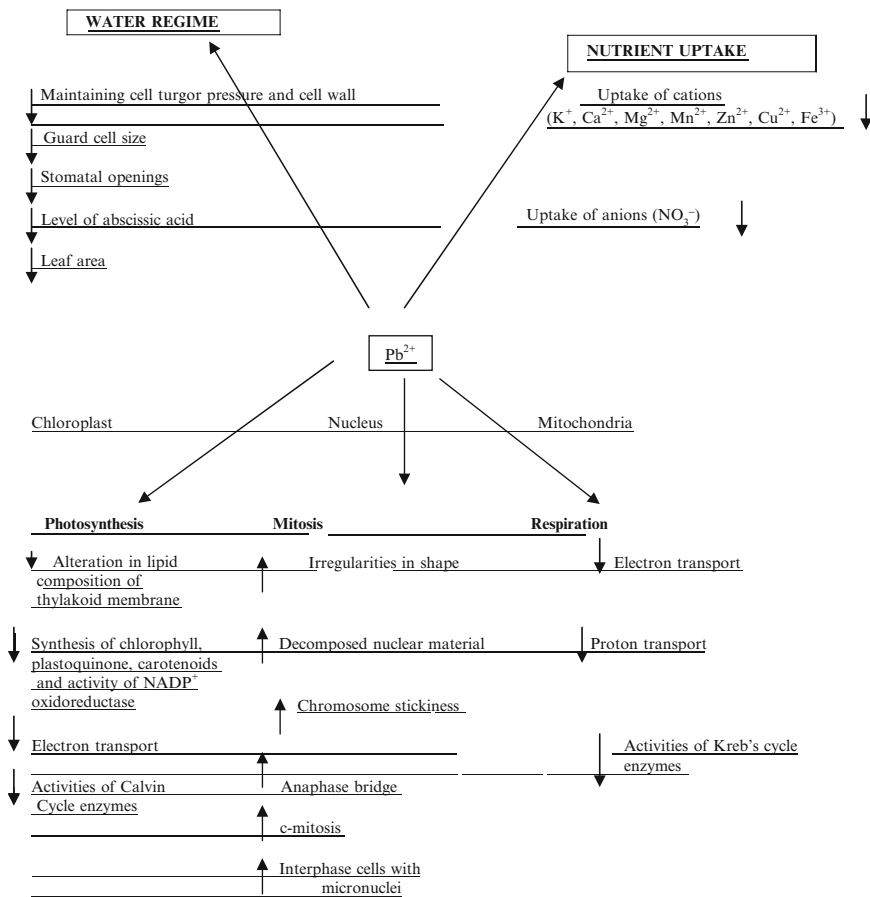 WATER REGIME
NUTRIENT UPTAKE
Maintaining cell turgor pressure and cell wall
Guard cell size
Stomatal openings
Level of abscissic acid
Leaf area
Uptake of cations
(K⁺, Ca²⁺, Mg²⁺, Mn²⁺, Zn²⁺, Cu²⁺, Fe³⁺)
Uptake of anions (NO₃⁻)
Pb²⁺
Chloroplast
Nucleus
Mitochondria
Photosynthesis
Mitosis
Respiration
Alteration in lipid
composition of
thylakoid membrane
Irregularities in shape
Electron transport
Synthesis of chlorophyll,
plastoquinone, carotenoids
and activity of NADP⁺
oxidoreductase
Decomposed nuclear material
Proton transport
Chromosome stickiness
Electron transport
Activities of Kreb's cycle
enzymes
Activities of Calvin
Cycle enzymes
Anaphase bridge
c-mitosis
Interphase cells with
micronuclei